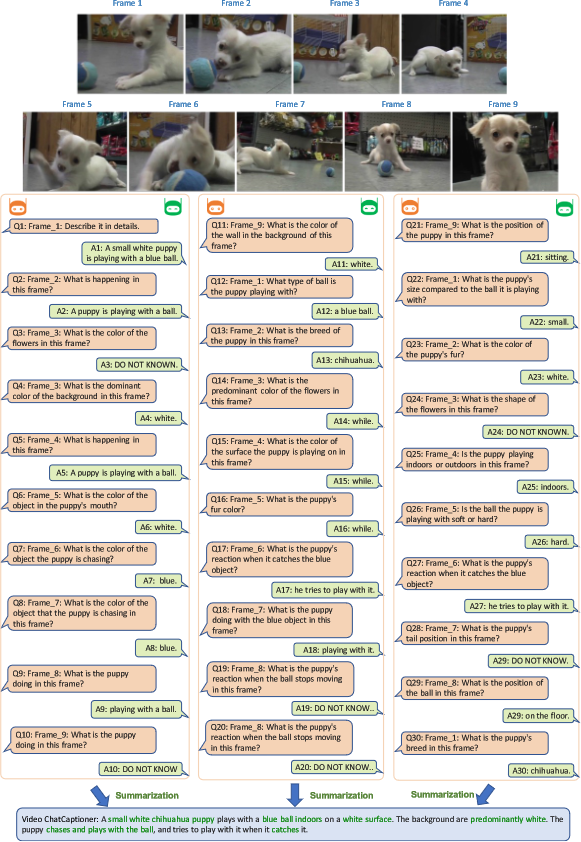 Frame 1
Frame 2
Frame 3
Frame 4
Frame 5
Frame 6
Frame 7
Frame 8
Frame 9
Q1: Frame_1: Describe it in details.
A1: A small white puppy
is playing with a blue ball.
Q2: Frame_2: What is happening in
this frame?
A2: A puppy is playing with a ball.
Q3: Frame_3: What is the color of the
flowers in this frame?
A3: DO NOT KNOWN.
Q4: Frame_3: What is the dominant
color of the background in this frame?
A4: white.
Q5: Frame_4: What is happening in
this frame?
A5: A puppy is playing with a ball.
Q6: Frame_5: What is the color of the
object in the puppy's mouth?
A6: white.
Q7: Frame_6: What is the color of the
object the puppy is chasing?
A7: blue.
Q8: Frame_7: What is the color of the
object that the puppy is chasing in
this frame?
A8: blue.
Q9: Frame_8: What is the puppy
doing in this frame?
A9: playing with a ball.
Q10: Frame_9: What is the puppy
doing in this frame?
A10: DO NOT KNOW
Q11: Frame_9: What is the color of
the wall in the background of this
frame?
A11: white.
Q12: Frame_1: What type of ball is
the puppy playing with?
A12: a blue ball.
Q13: Frame_2: What is the breed of
the puppy in this frame?
A13: chihuahua.
Q14: Frame_3: What is the
predominant color of the flowers in
this frame?
A14: while.
Q15: Frame_4: What is the color of
the surface the puppy is playing on in
this frame?
A15: while.
Q16: Frame_5: What is the puppy's
fur color?
A16: while.
Q17: Frame_6: What is the puppy's
reaction when it catches the blue
object?
A17: he tries to play with it.
Q18: Frame_7: What is the puppy
doing with the blue object in this
frame?
A18: playing with it.
Q19: Frame_8: What is the puppy's
reaction when the ball stops moving
in this frame?
A19: DO NOT KNOW..
Q20: Frame_8: What is the puppy's
reaction when the ball stops moving
in this frame?
A20: DO NOT KNOW..
Q21: Frame_9: What is the position of
the puppy in this frame?
A21: sitting.
Q22: Frame_1: What is the puppy's
size compared to the ball it is playing
with?
A22: small.
Q23: Frame_2: What is the color of
the puppy's fur?
A23: white.
Q24: Frame_3: What is the shape of
the flowers in this frame?
A24: DO NOT KNOWN.
Q25: Frame_4: Is the puppy playing
indoors or outdoors in this frame?
A25: indoors.
Q26: Frame_5: Is the ball the puppy is
playing with soft or hard?
A26: hard.
Q27: Frame_6: What is the puppy's
reaction when it catches the blue
object?
A27: he tries to play with it.
Q28: Frame_7: What is the puppy's
tail position in this frame?
A29: DO NOT KNOW.
Q29: Frame_8: What is the position of
the ball in this frame?
A29: on the floor.
Q30: Frame_1: What is the puppy's
breed in this frame?
A30: chihuahua.
Summarization
Summarization
Summarization
Video ChatCaptioner: A small white chihuahua puppy plays with a blue ball indoors on a white surface. The background are predominantly white. The
puppy chases and plays with the ball, and tries to play with it when it catches it.